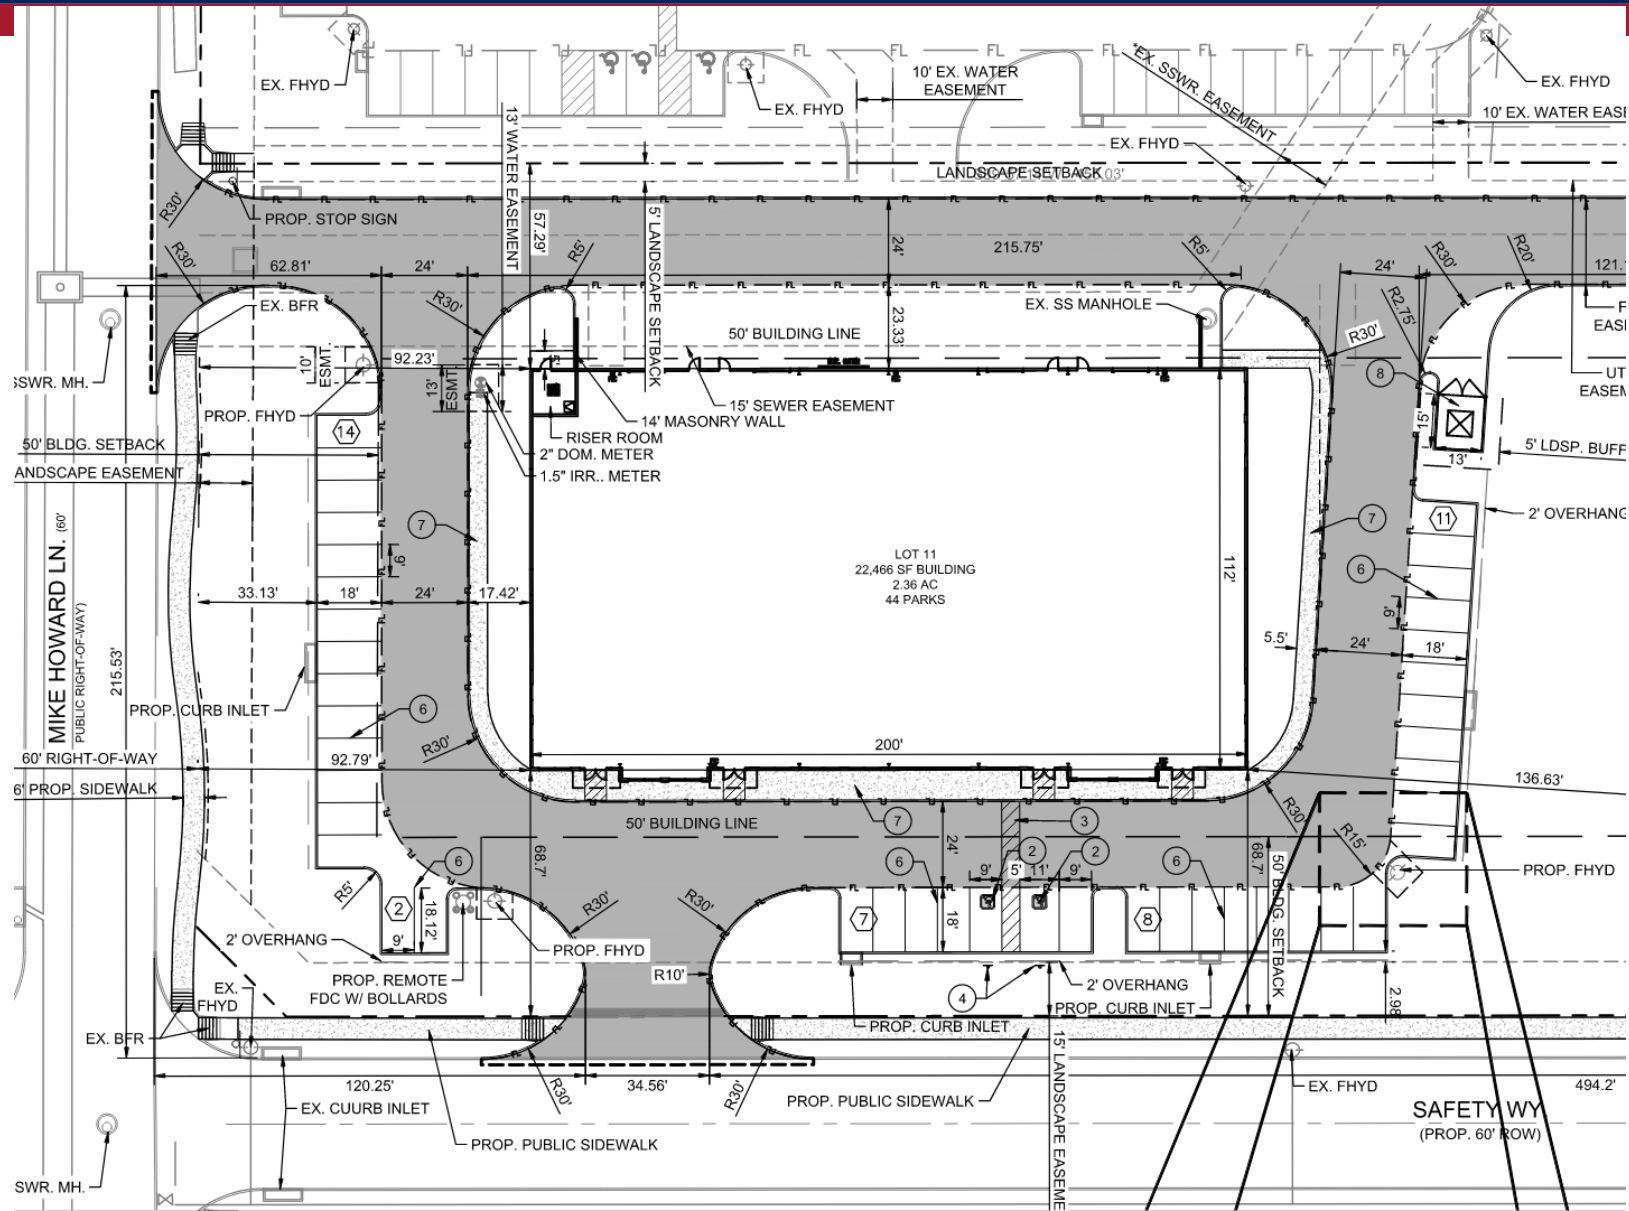 EX. FHYD
EX. FHYD
10' EX. WATER
EASEMENT
*EX. SSWR. EASEMENT
EX. FHYD
EX. FHYD
10' EX. WATER
13' WATER EASEMENT
LANDSCAPE SETBACK
R30'
PROP. STOP SIGN
57.29'
5' LANDSCAPE SETBACK
24'
215.75'
R30'
62.81'
24'
R5'
R5'
24'
R30'
R20'
EX. BFR
R30'
50' BUILDING LINE
23.33'
EX. SS MANHOLE
R2.75'
R30'
10'
ESMT.
92.23'
13'
ESMT.
5'
8
SSWR. MH.
PROP. FHYD
15' SEWER EASEMENT
14' MASONRY WALL
RISER ROOM
2" DOM. METER
1.5" IRR.. METER
14
15'
13'
5' LDSP.
50' BLDG. SETBACK
ANDSCAPE EASEMENT
2' OVERHANG
7
7
11
MIKE HOWARD LN. (60'
PUBLIC RIGHT-OF-WAY)
215.53'
9'
LOT 11
22,466 SF BUILDING
2.36 AC
44 PARKS
112'
6
9'
33.13'
18'
24'
17.42'
5.5'
24'
18'
PROP. CURB INLET
6
R30'
200'
60' RIGHT-OF-WAY
92.79'
6' PROP. SIDEWALK
136.63'
50' BUILDING LINE
7
3
R30'
R15'
68.7'
24'
6
6
2
2
6
9'
5'
11'
9'
68.7'
50' BLDG. SETBACK
PROP. FHYD
R5'
2
18.12'
9'
R30'
R30'
7
18'
8
2' OVERHANG
PROP. FHYD
PROP. REMOTE
FDC W/ BOLLARDS
R10'
EX.
FHYD
4
2' OVERHANG
PROP. CURB INLET
PROP. CURB INLET
2.98'
EX. BFR
120.25'
34.56'
R30'
R30'
EX. CUURB INLET
PROP. PUBLIC SIDEWALK
PROP. PUBLIC SIDEWALK
15' LANDSCAPE EASEME
EX. FHYD
494.2'
SAFETY WY
(PROP. 60' ROW)
SWR. MH.